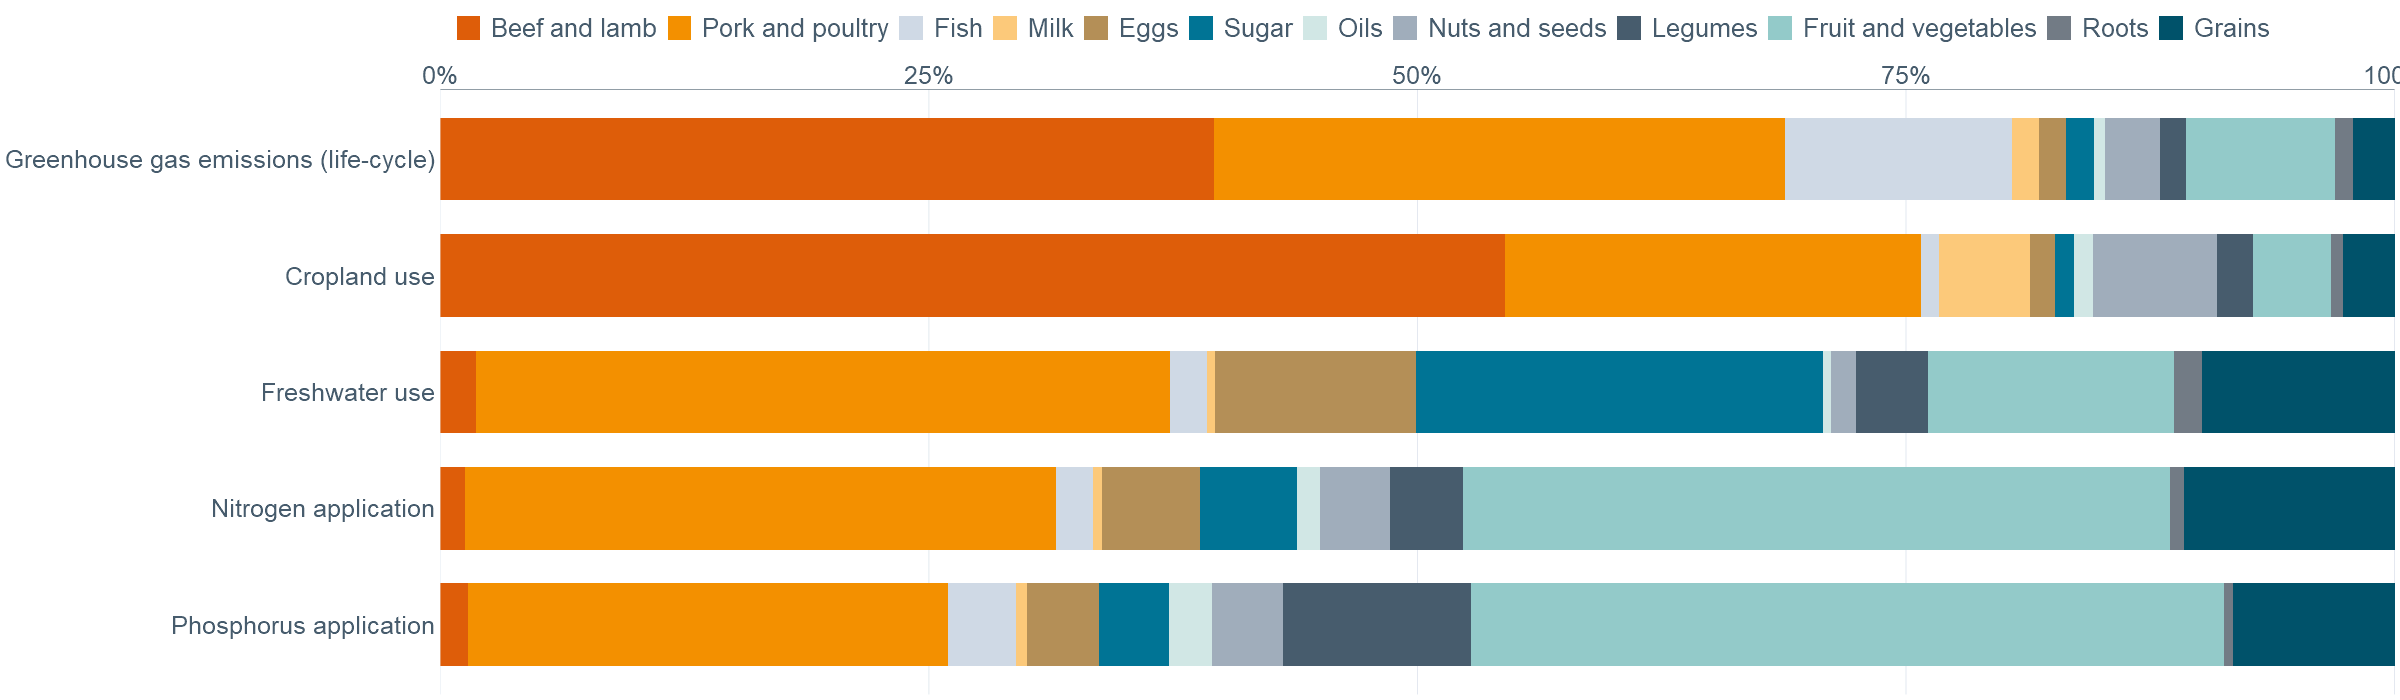 Beef and lamb Pork and poultry Fish Milk Eggs Sugar Oils Nuts and seeds Legumes Fruit and vegetables Roots Grains
0% 25% 50% 75% 100
Greenhouse gas emissions (life-cycle)
Cropland use
Freshwater use
Nitrogen application
Phosphorus application